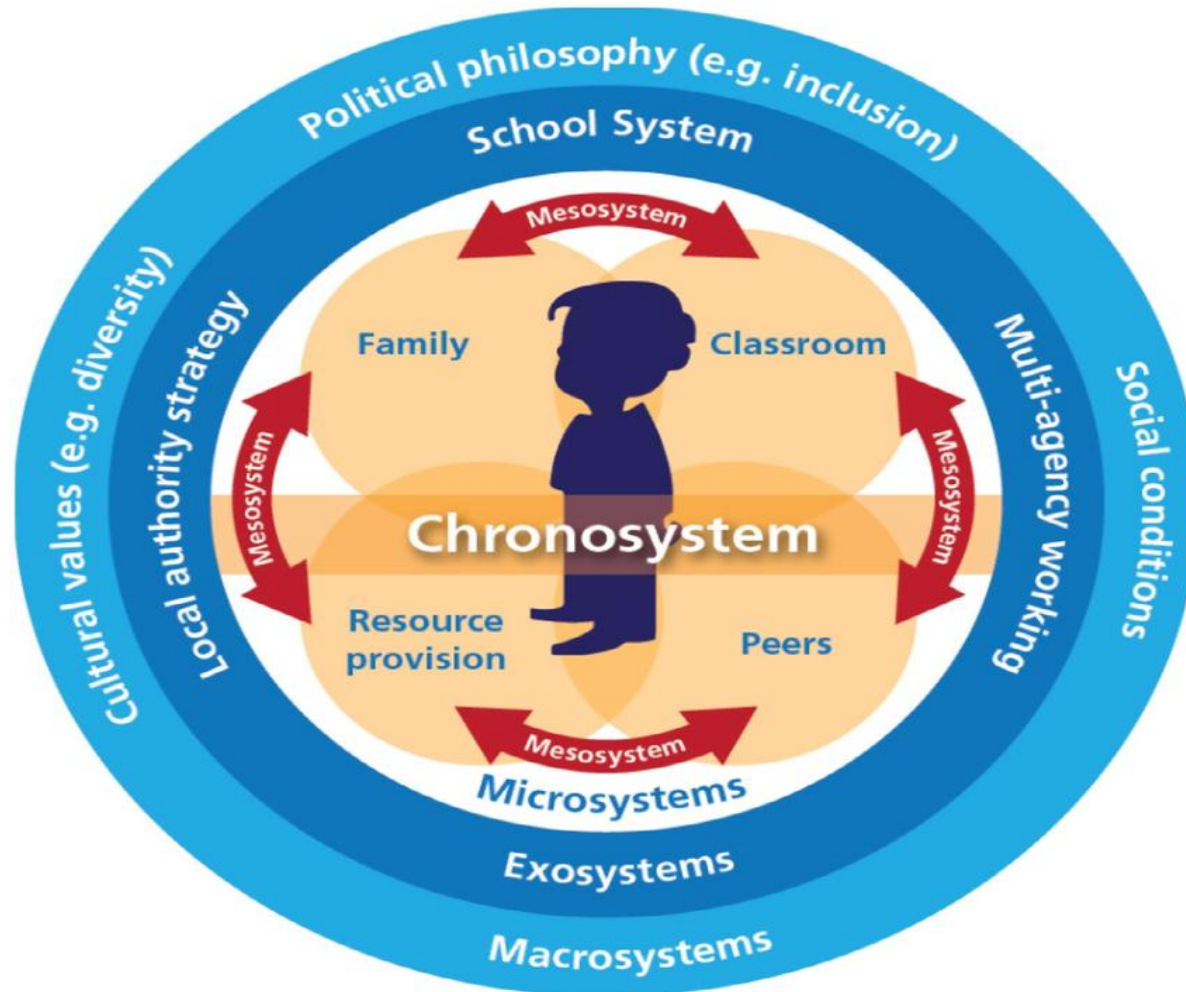 Political philosophy (e.g. inclusion)
School System
Mesosystem
Cultural values (e.g. diversity)
Local authority strategy
Family
Classroom
Multi-agency working
Social conditions
Mesosystem
Mesosystem
Chronosystem
Resource
provision
Peers
Mesosystem
Microsystems
Exosystems
Macrosystems